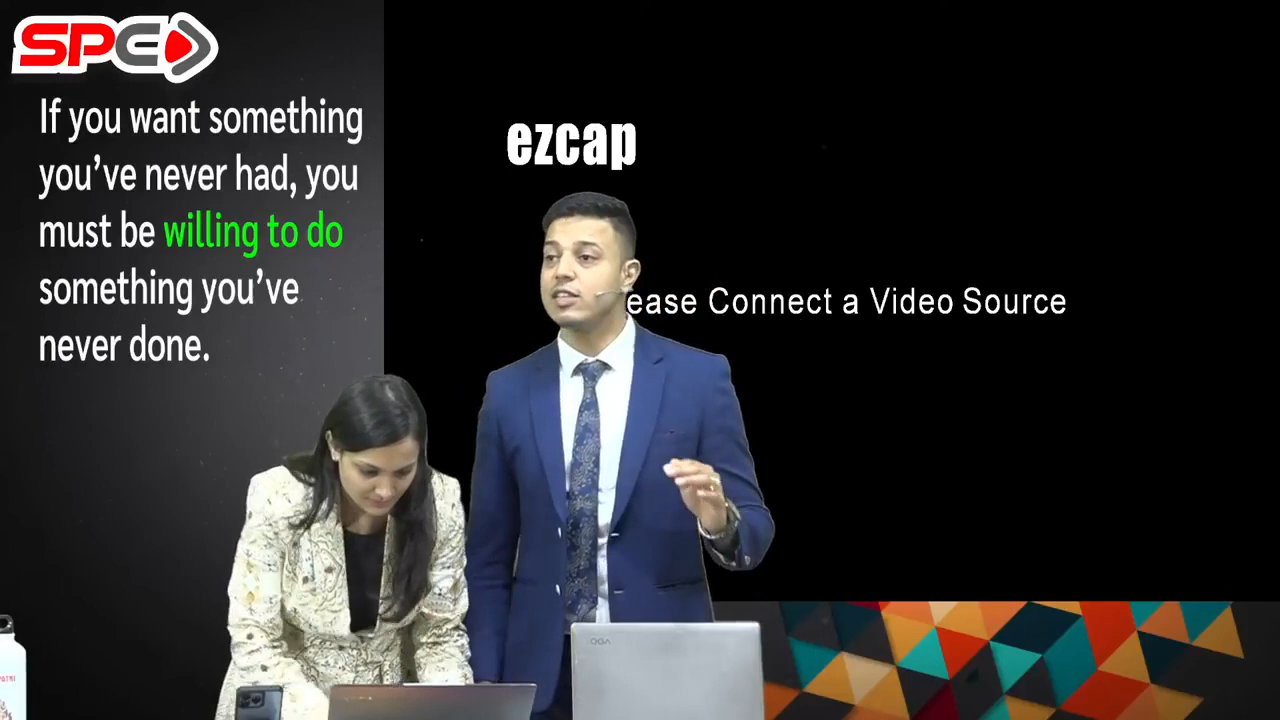 SPE
If you want something
you've never had, you
must be willing to do
something you've
never done.
ezcap
ease Connect a Video Source